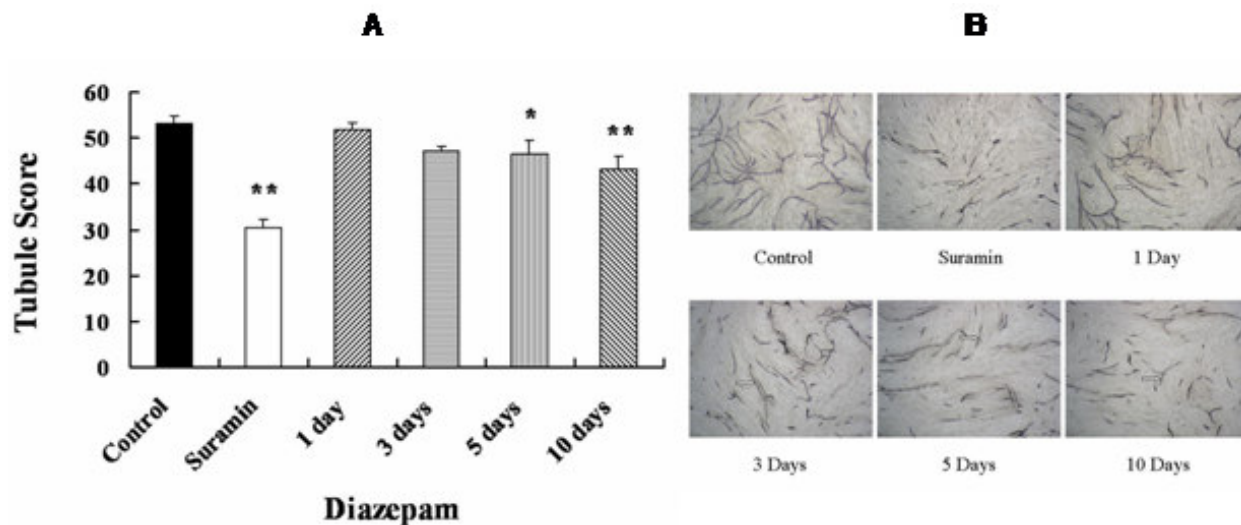 A
B
Tubule Score
60
50
40
30
20
10
0
**
*
**
Control
Suramin
1 day
3 days
5 days
10 days
Diazepam
Control
Suramin
1 Day
3 Days
5 Days
10 Days